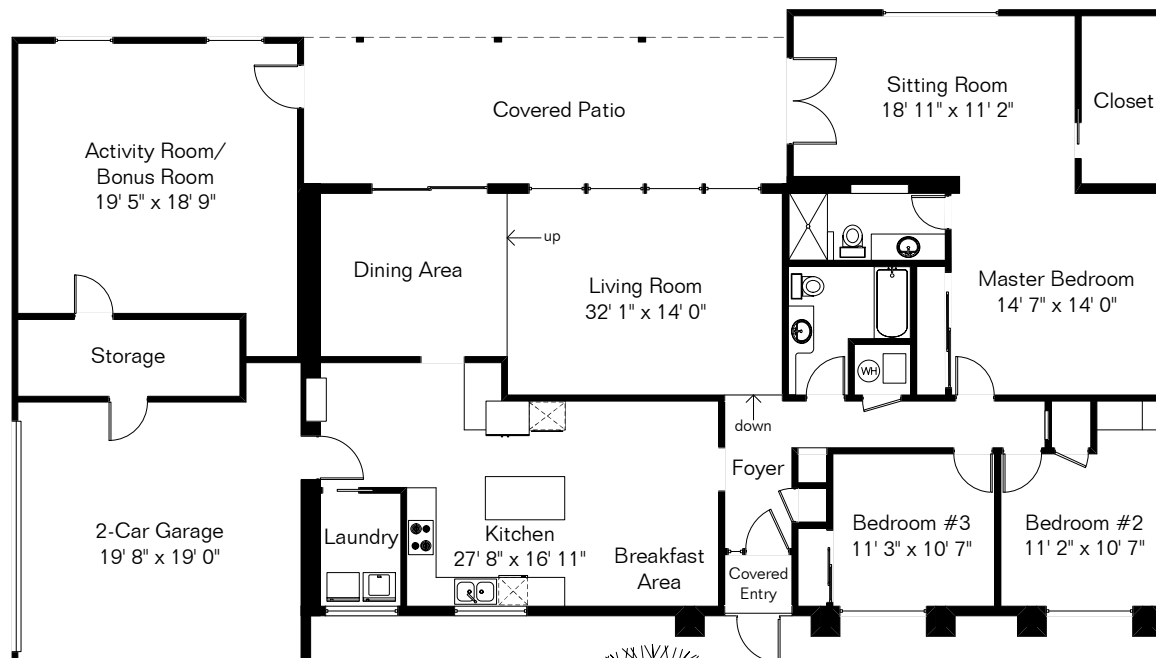 Sitting Room
18' 11" x 11' 2"
Closet
Covered Patio
Activity Room/
Bonus Room
19' 5" x 18' 9"
up
Dining Area
Living Room
32' 1" x 14' 0"
Master Bedroom
14' 7" x 14' 0"
Storage
WH
down
Foyer
2-Car Garage
19' 8" x 19' 0"
Laundry
Kitchen
27' 8" x 16' 11"
Breakfast
Area
Covered
Entry
Bedroom #3
11' 3" x 10' 7"
Bedroom #2
11' 2" x 10' 7"